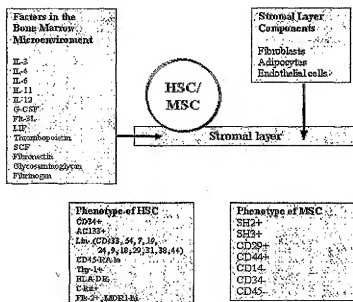 Factors in the
Bone Marrow
Microenviroment
IL-3
IL-6
IL-11
IL-12
G-CSF
Flt-3L
LIF
Thrombopoietin
SCF
Fibronectin
Glycosaminoglycan
Fibrinogen
Stromal Layer
Components
Fibroblasts
Adipocytes
Endothelial cells
HSC/
MSC
Stromal layer
Phenotype of HSC
CD34+
AC133+
CD45-RA lo
Thy-1+
HLA-DR
C-kit+
Phenotype of MSC
SH2+
SH3+
CD29+
CD44+
CD14-
CD34-
CD45-